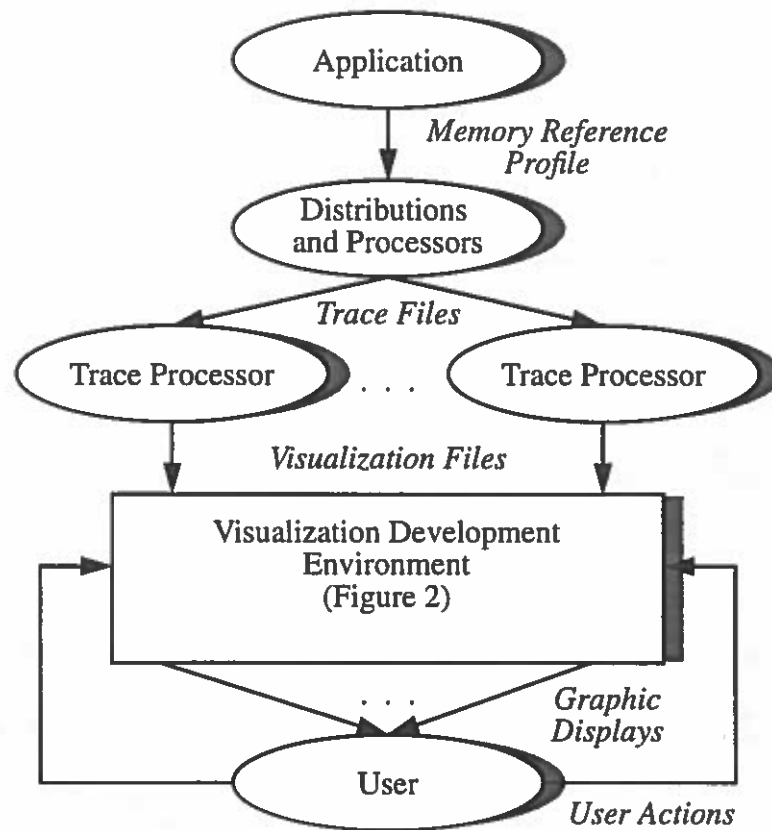 Application
Memory Reference
Profile
Distributions
and Processors
Trace Files
Trace Processor
. . .
Trace Processor
Visualization Files
Visualization Development
Environment
(Figure 2)
. . .
Graphic
Displays
User
User Actions